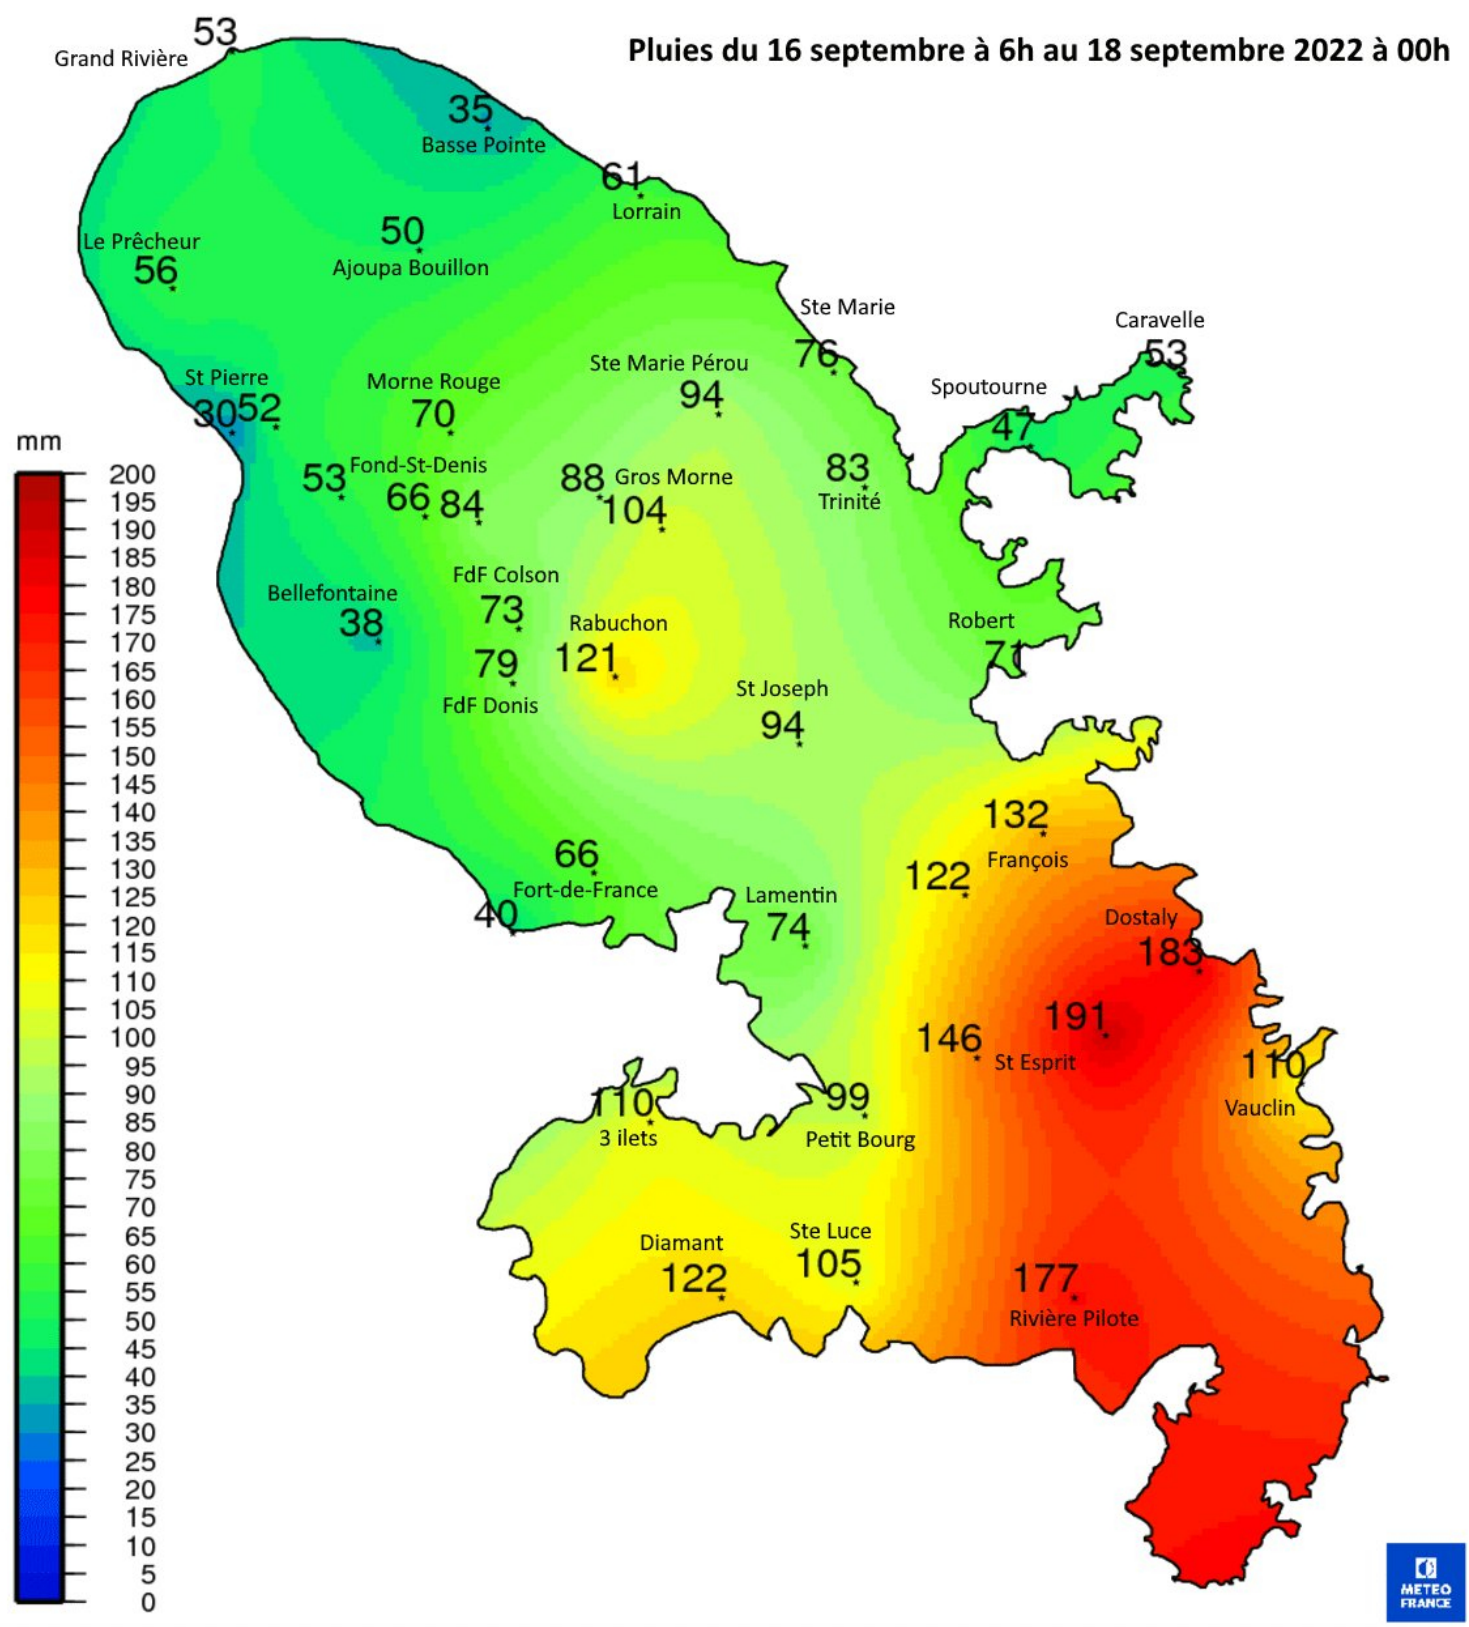 53
Grand Rivière
Pluies du 16 septembre à 6h au 18 septembre 2022 à 00h
35
Basse Pointe
61
Lorrain
50
Ajoupa Bouillon
Le Prêcheur
56
Ste Marie
76
Caravelle
53
Ste Marie Pérou
94
St Pierre
30 52
Morne Rouge
70
Spoutourne
47
53
Fond-St-Denis
66 84
88 Gros Morne
104
83
Trinité
FdF Colson
73
Bellefontaine
38
Rabuchon
121
Robert
71
79
FdF Donis
St Joseph
94
132
François
122
66
Fort-de-France
40
Lamentin
74
Dostaly
183
191
146
St Esprit
110
Vauclin
110
3 ilets
99
Petit Bourg
Diamant
122
Ste Luce
105
177
Rivière Pilote
mm
200
195
190
185
180
175
170
165
160
155
150
145
140
135
130
125
120
115
110
105
100
95
90
85
80
75
70
65
60
55
50
45
40
35
30
25
20
15
10
5
0
METEO
FRANCE